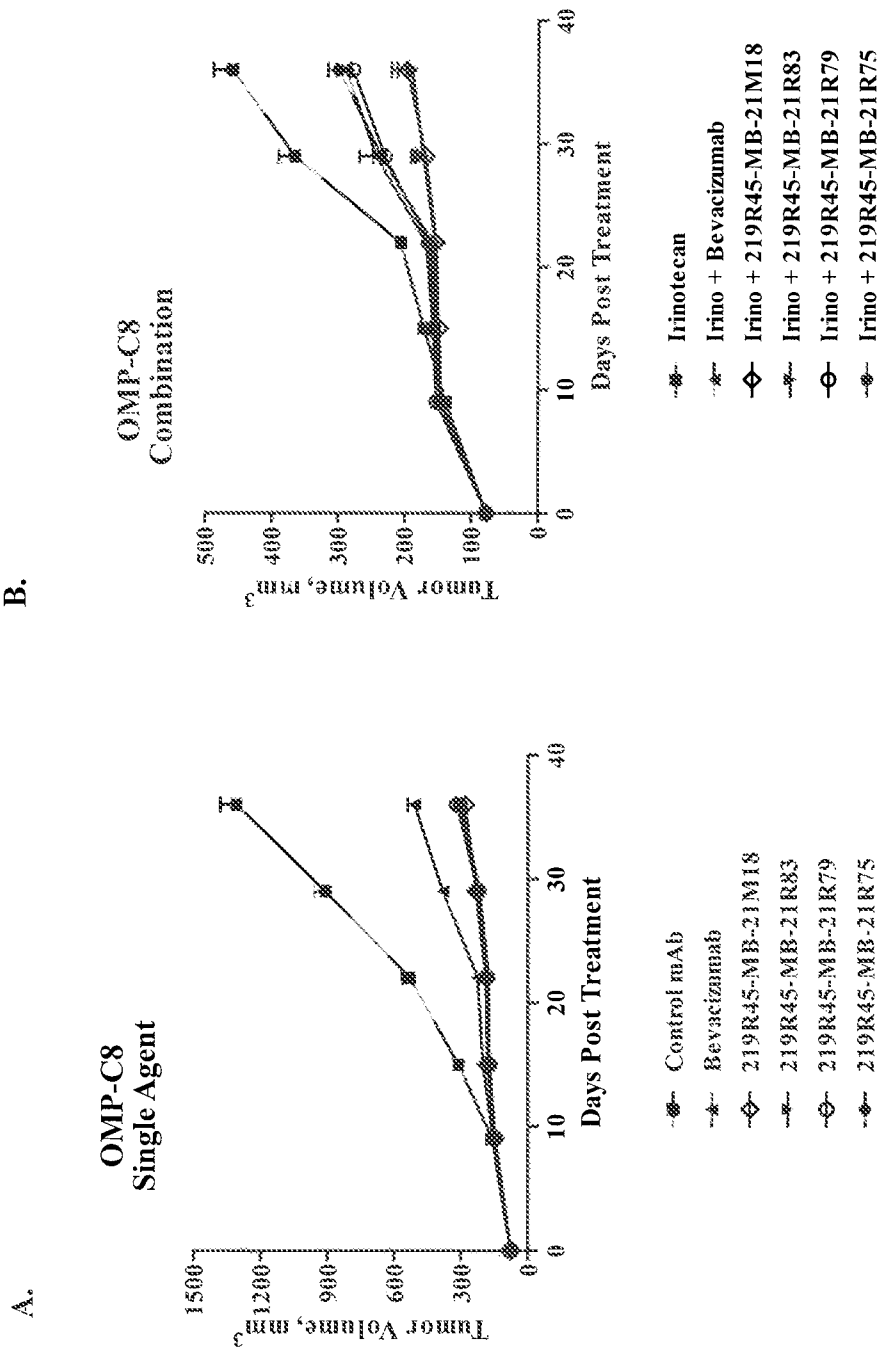 A.
OMP-C8
Single Agent
Tumor Volume, mm³
1500
1200
900
600
300
0
0
10
20
30
40
Days Post Treatment
Control mAb
Bevacizumab
219R45-MB-21M18
219R45-MB-21R83
219R45-MB-21R79
219R45-MB-21R75
B.
OMP-C8
Combination
Tumor Volume, mm³
500
400
300
200
100
0
0
10
20
30
40
Days Post Treatment
Irinotecan
Irino + Bevacizumab
Irino + 219R45-MB-21M18
Irino + 219R45-MB-21R83
Irino + 219R45-MB-21R79
Irino + 219R45-MB-21R75